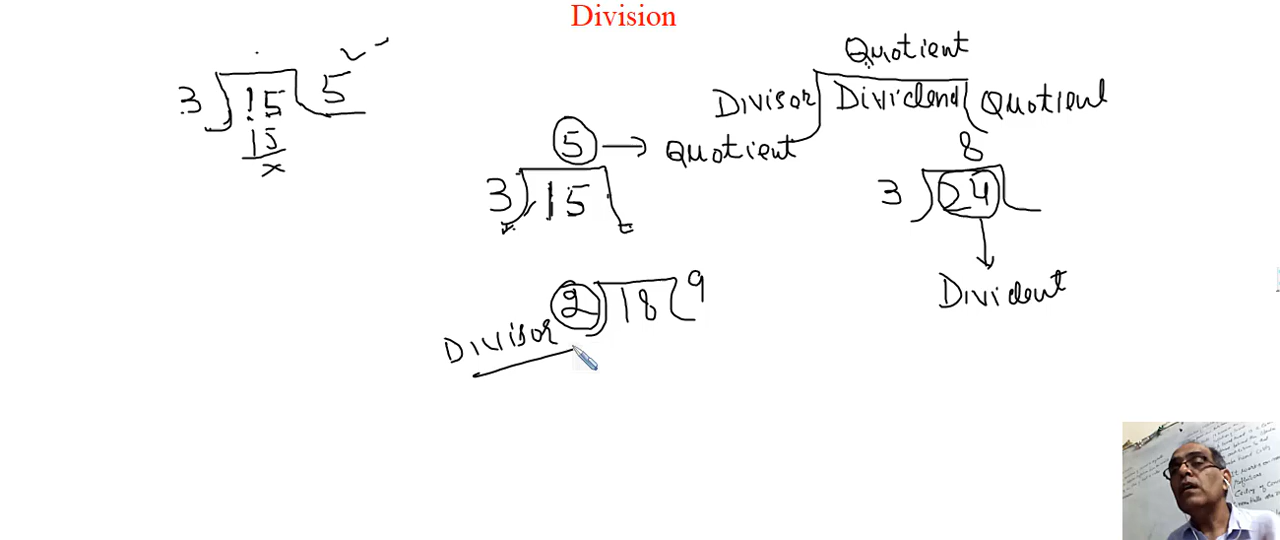 Division
3 15 5
15
x
Quotient
Divisor Dividend Quotient
5 → Quotient
3 15
8
3 24
Divident
2 18 9
Divisor